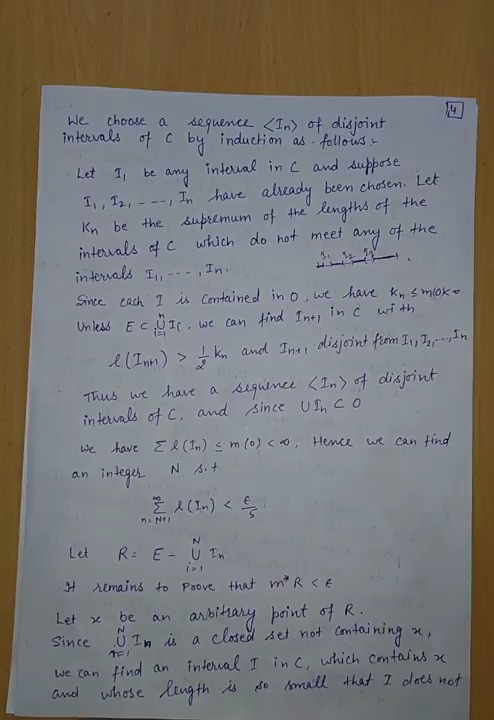 4
We choose a sequence <In> of disjoint
intervals of C by induction as follows:-
Let I₁ be any interval in C and suppose
I₁, I₂, ----, In have already been chosen. Let
Kn be the supremum of the lengths of the
intervals of C which do not meet any of the
intervals I₁, ----, In.
Since each I is contained in O, we have Kn ≤ m(O)<∞
Unless E ⊂ ⋃ᵢ₌₁ⁿ Iᵢ, we can find In+1 in C with
l(In+1) > 1/2 Kn and In+1 disjoint from I₁, I₂, ---, In
Thus we have a sequence <In> of disjoint
intervals of C, and since ∪In ⊂ O
We have Σ l(In) ≤ m(O) < ∞, Hence we can find
an integer N s.t
∞ Σ n=N+1 l(In) < ε/5
Let R = E - N ∪ i=1 In
It remains to prove that m*R < ε
Let x be an arbitrary point of R.
Since N ∪ n=1 In is a closed set not containing x,
we can find an interval I in C, which contains x
and whose length is so small that I does not